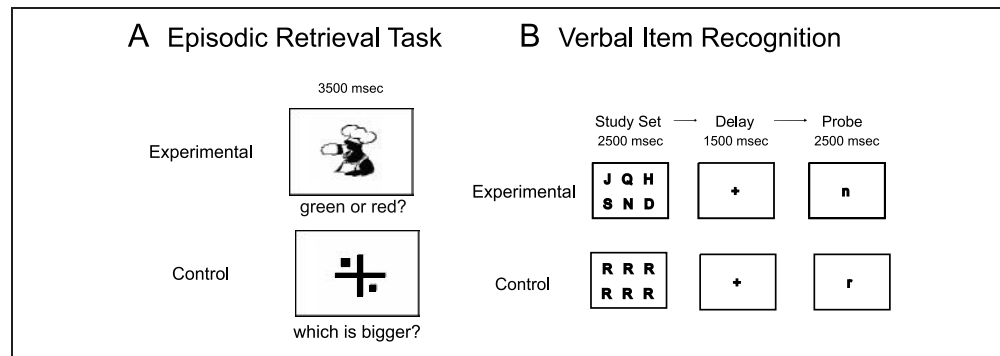 A Episodic Retrieval Task
3500 msec
Experimental
green or red?
Control
which is bigger?
B Verbal Item Recognition
Study Set → Delay → Probe
2500 msec 1500 msec 2500 msec
Experimental
J Q H
S N D
+
n
Control
R R R
R R R
+
r